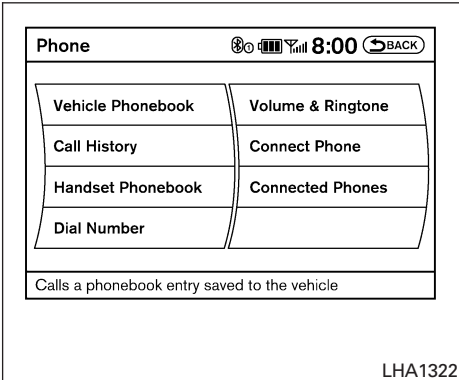 Phone 8:00 BACK
Vehicle Phonebook
Call History
Handset Phonebook
Dial Number
Volume & Ringtone
Connect Phone
Connected Phones
Calls a phonebook entry saved to the vehicle
LHA1322